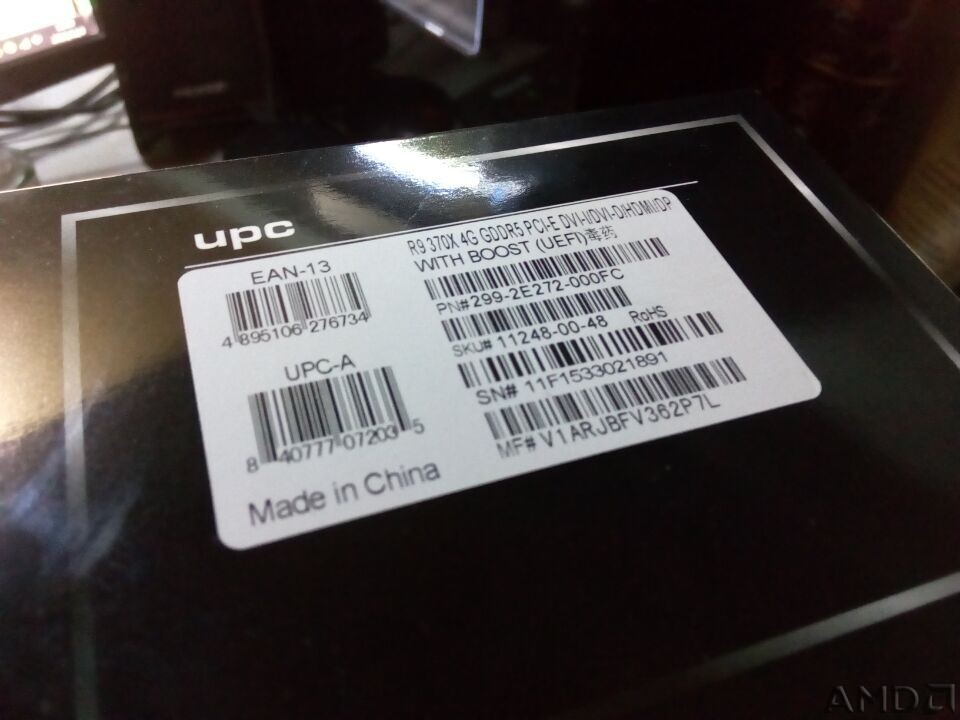 upc
EAN-13
4 895106 276734
UPC-A
8 40777 07203 5
Made in China
R9 370X 4G GDDR5 PCI-E DVI-I/DVI-D/HDMI/DP
WITH BOOST (UEFI)毒药
PN#299-2E272-000FC
SKU# 11248-00-48 RoHS
SN# 11F1533021891
MF#V1ARJBFV362P7L
AMD